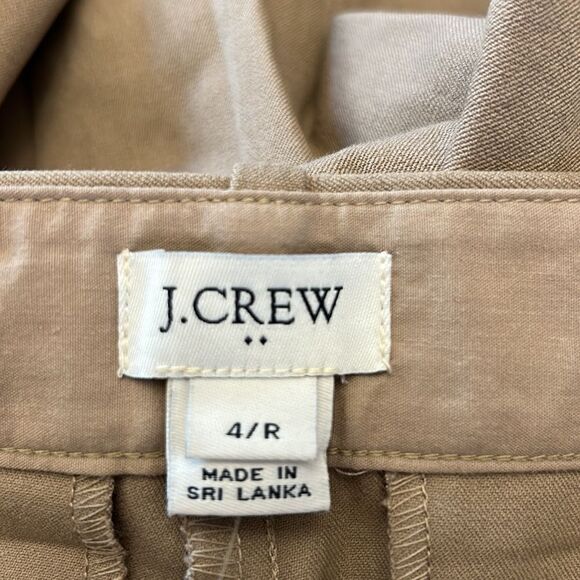 J.CREW
4/R
MADE IN
SRI LANKA